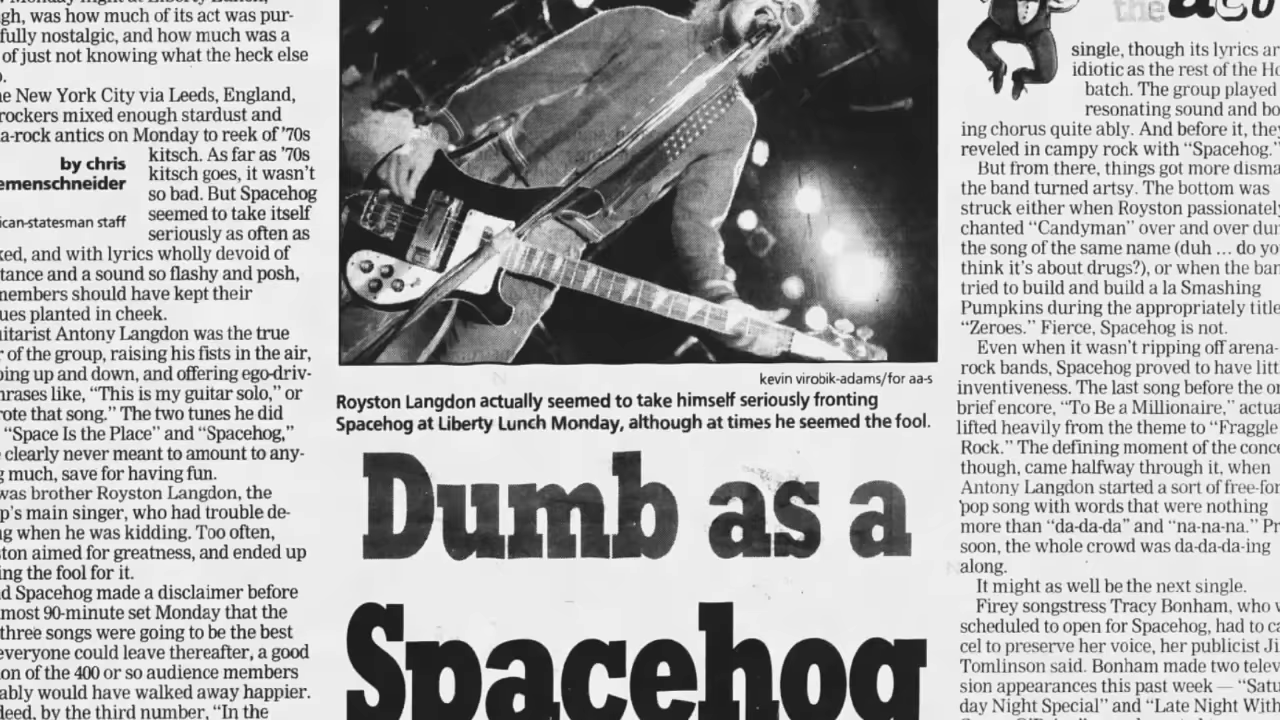 gh, was how much of its act was pur-
fully nostalgic, and how much was a
of just not knowing what the heck else
e New York City via Leeds, England,
rockers mixed enough stardust and
a-rock antics on Monday to reek of '70s
kitsch. As far as '70s
kitsch goes, it wasn't
so bad. But Spacehog
seemed to take itself
seriously as often as
by chris
emenschneider
ican-statesman staff
ked, and with lyrics wholly devoid of
tance and a sound so flashy and posh,
members should have kept their
ues planted in cheek.
uitarist Antony Langdon was the true
r of the group, raising his fists in the air,
ping up and down, and offering ego-driv-
hrases like, "This is my guitar solo," or
rote that song." The two tunes he did
"Space Is the Place" and "Spacehog,"
e clearly never meant to amount to any-
g much, save for having fun.
was brother Royston Langdon, the
p's main singer, who had trouble de-
ng when he was kidding. Too often,
ston aimed for greatness, and ended up
ing the fool for it.
d Spacehog made a disclaimer before
most 90-minute set Monday that the
three songs were going to be the best
everyone could leave thereafter, a good
on of the 400 or so audience members
ably would have walked away happier.
deed, by the third number, "In the
kevin virobik-adams/for aa-s
Royston Langdon actually seemed to take himself seriously fronting
Spacehog at Liberty Lunch Monday, although at times he seemed the fool.
Dumb as a
Spacehog
the
single, though its lyrics ar
idiotic as the rest of the Ho
batch. The group played
resonating sound and bo
ing chorus quite ably. And before it, they
reveled in campy rock with "Spacehog."
But from there, things got more disma
the band turned artsy. The bottom was
struck either when Royston passionatel
chanted "Candyman" over and over dur
the song of the same name (duh ... do yo
think it's about drugs?), or when the ban
tried to build and build a la Smashing
Pumpkins during the appropriately title
"Zeroes." Fierce, Spacehog is not.
Even when it wasn't ripping off arena-
rock bands, Spacehog proved to have litt
inventiveness. The last song before the on
brief encore, "To Be a Millionaire," actua
lifted heavily from the theme to "Fraggle
Rock." The defining moment of the conce
though, came halfway through it, when
Antony Langdon started a sort of free-for
pop song with words that were nothing
more than "da-da-da" and "na-na-na." Pr
soon, the whole crowd was da-da-da-ing
along.
It might as well be the next single.
Firey songstress Tracy Bonham, who w
scheduled to open for Spacehog, had to ca
cel to preserve her voice, her publicist Ji
Tomlinson said. Bonham made two telev
sion appearances this past week — "Satu
day Night Special" and "Late Night With